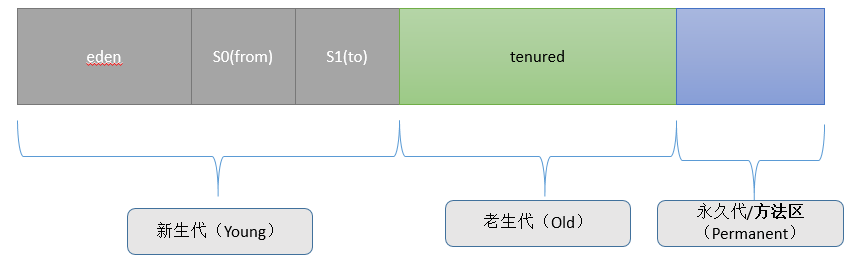 eden
S0(from)
S1(to)
tenured
新生代（Young）
老生代（Old）
永久代/方法区
（Permanent）